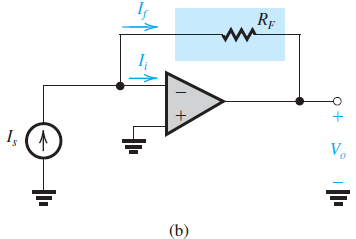 I_f
R_F
I_i
−
+
I_s
+
V_o
−
(b)